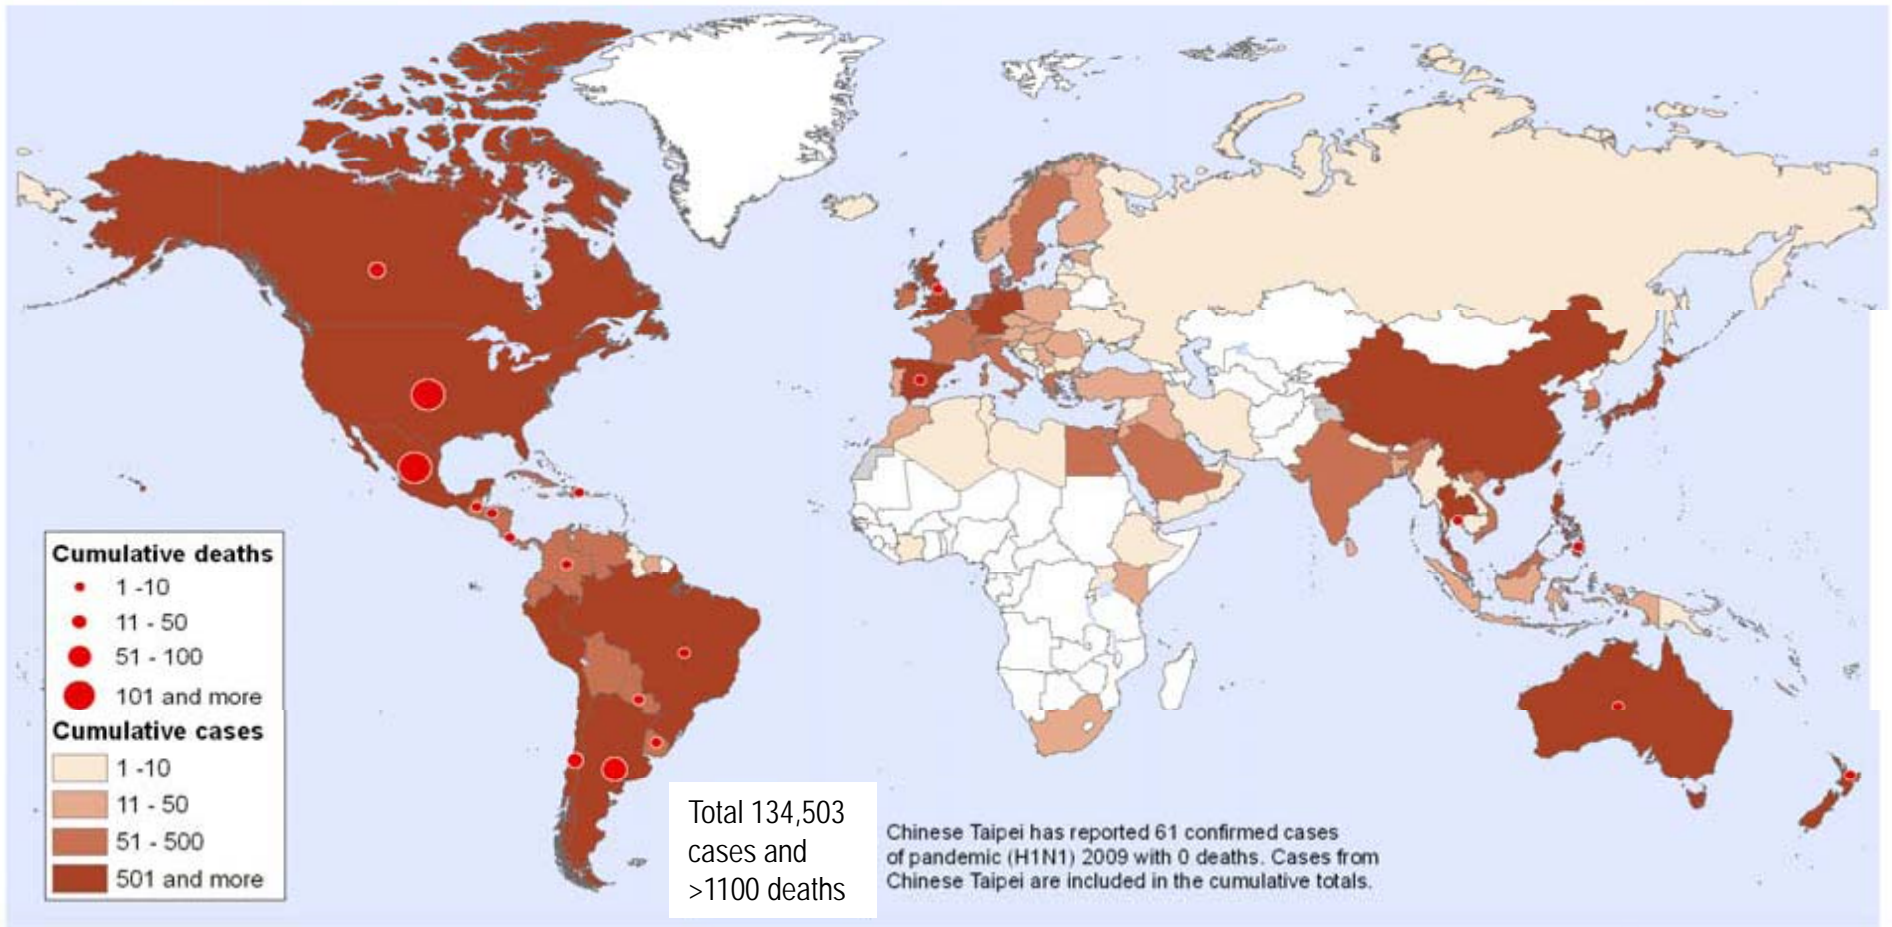 Cumulative deaths
1 -10
11 - 50
51 - 100
101 and more
Cumulative cases
1 -10
11 - 50
51 - 500
501 and more
Total 134,503
cases and
>1100 deaths
Chinese Taipei has reported 61 confirmed cases
of pandemic (H1N1) 2009 with 0 deaths. Cases from
Chinese Taipei are included in the cumulative totals.